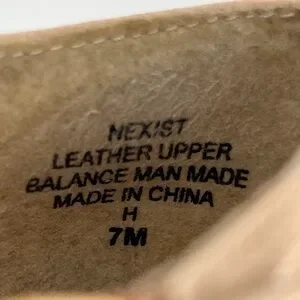 NEXIST
LEATHER UPPER
BALANCE MAN MADE
MADE IN CHINA
H
7M